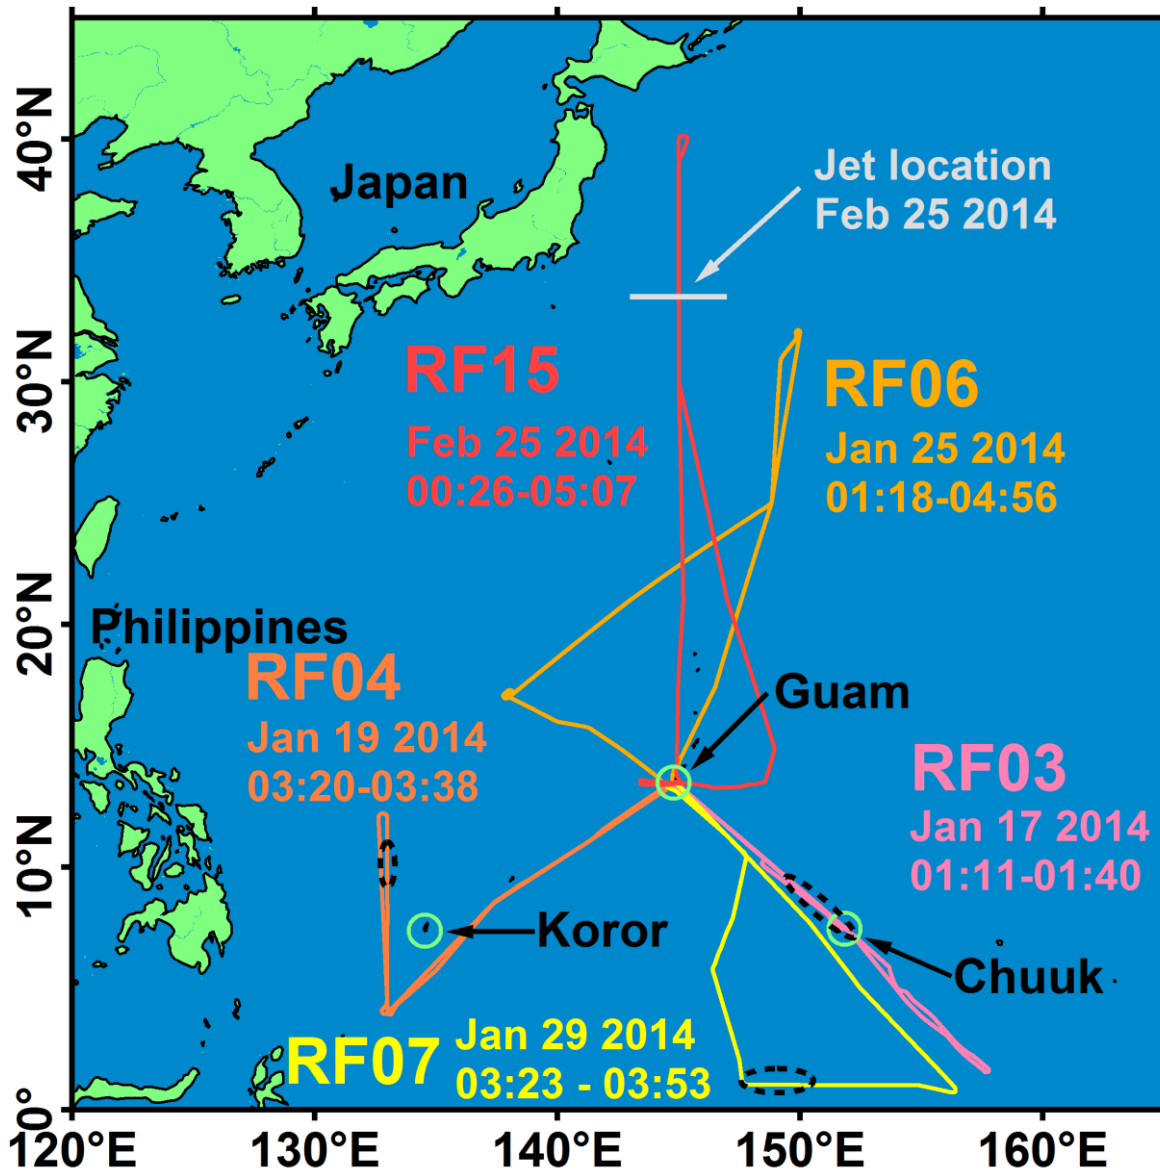 40°N
30°N
20°N
10°N
0°
120°E
130°E
140°E
150°E
160°E
Japan
Jet location
Feb 25 2014
RF15
Feb 25 2014
00:26-05:07
RF06
Jan 25 2014
01:18-04:56
Philippines
RF04
Jan 19 2014
03:20-03:38
Guam
RF03
Jan 17 2014
01:11-01:40
Koror
Chuuk
RF07
Jan 29 2014
03:23 - 03:53